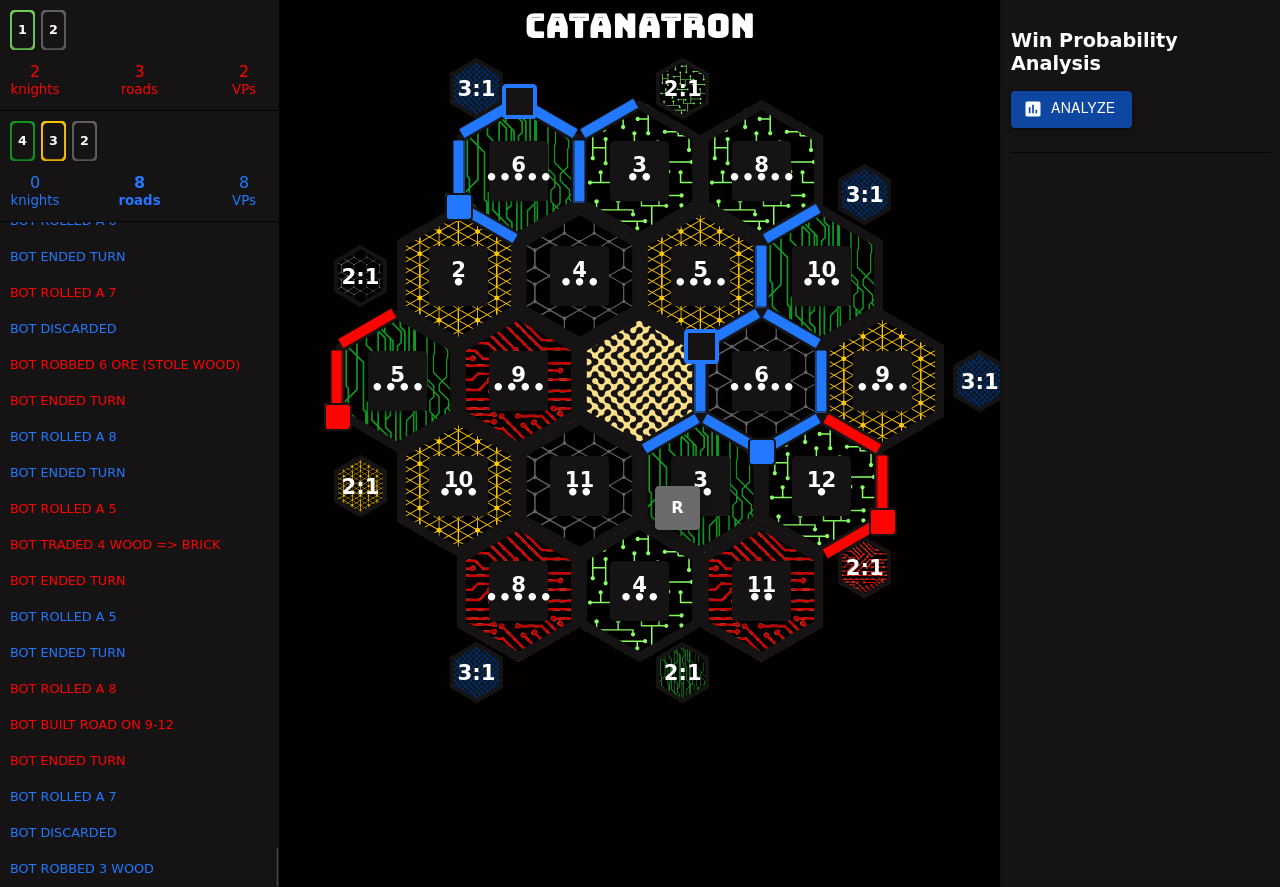 CATANATRON
1 2
2 3 2
knights roads VPs
4 3 2
0 8 8
knights roads VPs
BOT ENDED TURN
BOT ROLLED A 7
BOT DISCARDED
BOT ROBBED 6 ORE (STOLE WOOD)
BOT ENDED TURN
BOT ROLLED A 8
BOT ENDED TURN
BOT ROLLED A 5
BOT TRADED 4 WOOD => BRICK
BOT ENDED TURN
BOT ROLLED A 5
BOT ENDED TURN
BOT ROLLED A 8
BOT BUILT ROAD ON 9-12
BOT ENDED TURN
BOT ROLLED A 7
BOT DISCARDED
BOT ROBBED 3 WOOD
3:1 2:1
6 3 8
3:1
2:1 2 4 5 10
5 9 6 9 3:1
2:1 10 11 3 12
R
2:1
8 4 11
3:1 2:1
Win Probability
Analysis
ANALYZE